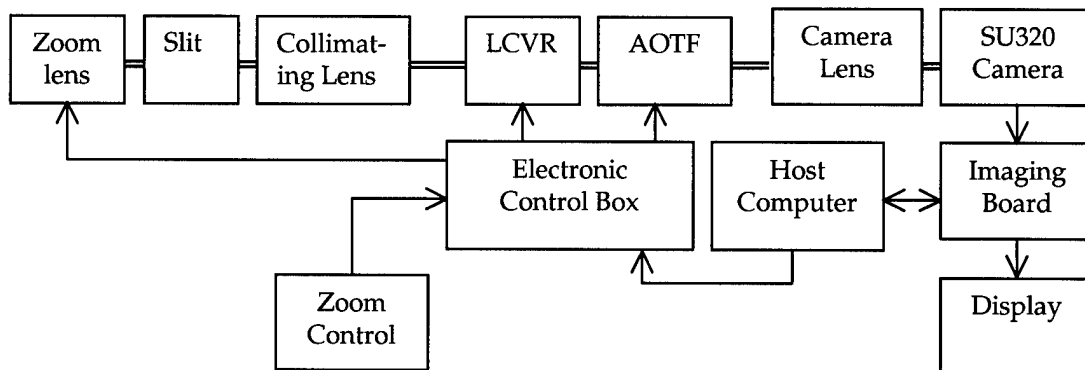 Zoom
lens
Slit
Collimat-
ing Lens
LCVR
AOTF
Camera
Lens
SU320
Camera
Electronic
Control Box
Host
Computer
Imaging
Board
Zoom
Control
Display